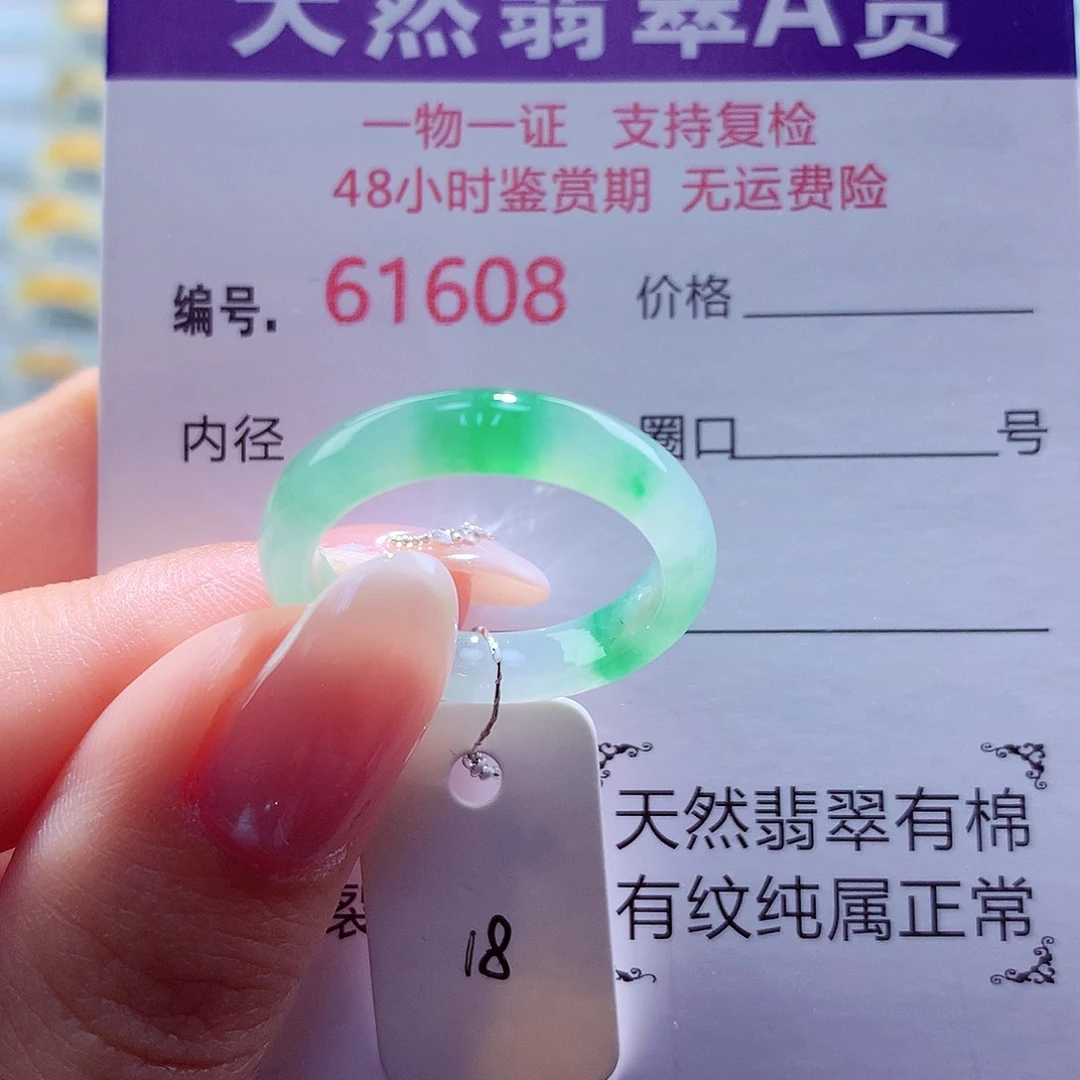 天然翡翠A货
一物一证 支持复检
48小时鉴赏期 无运费险
编号. 61608 价格
内径 圈口 号
天然翡翠有棉
裂 有纹纯属正常
18